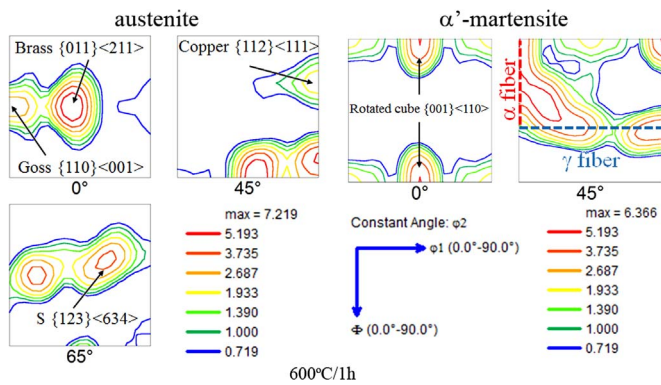 austenite
α’-martensite
Brass {011}<211>
Copper {112}<111>
Rotated cube {001}<110>
α fiber
γ fiber
Goss {110}<001>
0°
45°
0°
45°
max = 7.219
5.193
3.735
2.687
1.933
1.390
1.000
0.719
Constant Angle: φ2
φ1 (0.0°-90.0°)
Φ (0.0°-90.0°)
max = 6.366
5.193
3.735
2.687
1.933
1.390
1.000
0.719
S {123}<634>
65°
600°C/1h